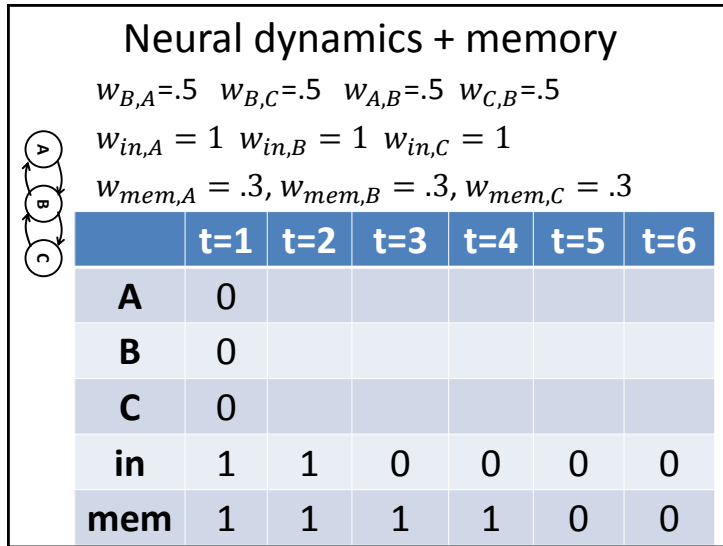 Neural dynamics + memory
w_{B,A}=.5 w_{B,C}=.5 w_{A,B}=.5 w_{C,B}=.5
w_{in,A} = 1 w_{in,B} = 1 w_{in,C} = 1
w_{mem,A} = .3, w_{mem,B} = .3, w_{mem,C} = .3
A
B
C
t=1 t=2 t=3 t=4 t=5 t=6
A 0
B 0
C 0
in 1 1 0 0 0 0
mem 1 1 1 1 0 0